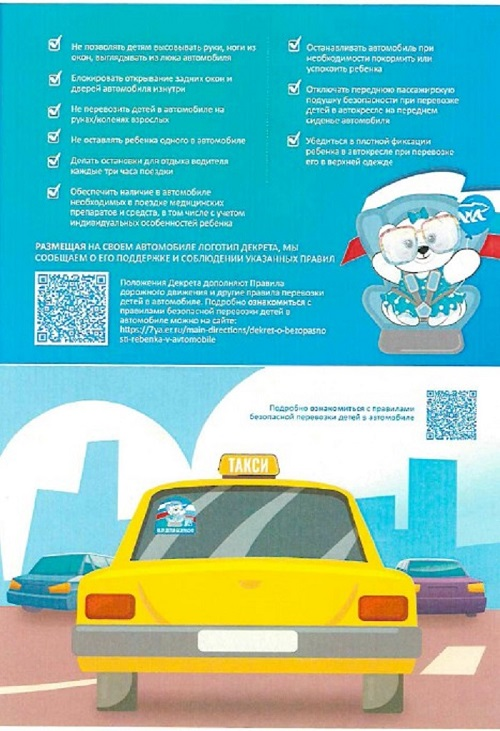 Не позволять детям высовывать руки, ноги из
окон, выглядывать из люка автомобиля
Блокировать открывание задних окон и
дверей автомобиля изнутри
Не перевозить детей в автомобиле на
руках/коленях взрослых
Не оставлять ребенка одного в автомобиле
Делать остановки для отдыха водителя
каждые три часа поездки
Обеспечить наличие в автомобиле
необходимых в поездке медицинских
препаратов и средств, в том числе с учетом
индивидуальных особенностей ребенка
Останавливать автомобиль при
необходимости покормить или
успокоить ребенка
Отключать переднюю пассажирскую
подушку безопасности при перевозке
детей в автокресле на переднем
сиденье автомобиля
Убедиться в плотной фиксации
ребенка в автокресле при перевозке
его в верхней одежде
РАЗМЕЩАЯ НА СВОЕМ АВТОМОБИЛЕ ЛОГОТИП ДЕКРЕТА, МЫ
СООБЩАЕМ О ЕГО ПОДДЕРЖКЕ И СОБЛЮДЕНИИ УКАЗАННЫХ ПРАВИЛ
Положения Декрета дополняют Правила
дорожного движения и другие правила перевозки
детей в автомобиле. Подробно ознакомиться с
правилами безопасной перевозки детей в
автомобиле можно на сайте:
https://7ya.er.ru/main-directions/dekret-o-bezopasno
sti-rebenka-v-avtomobile
Подробно ознакомиться с правилами
безопасной перевозки детей в автомобиле
ТАКСИ